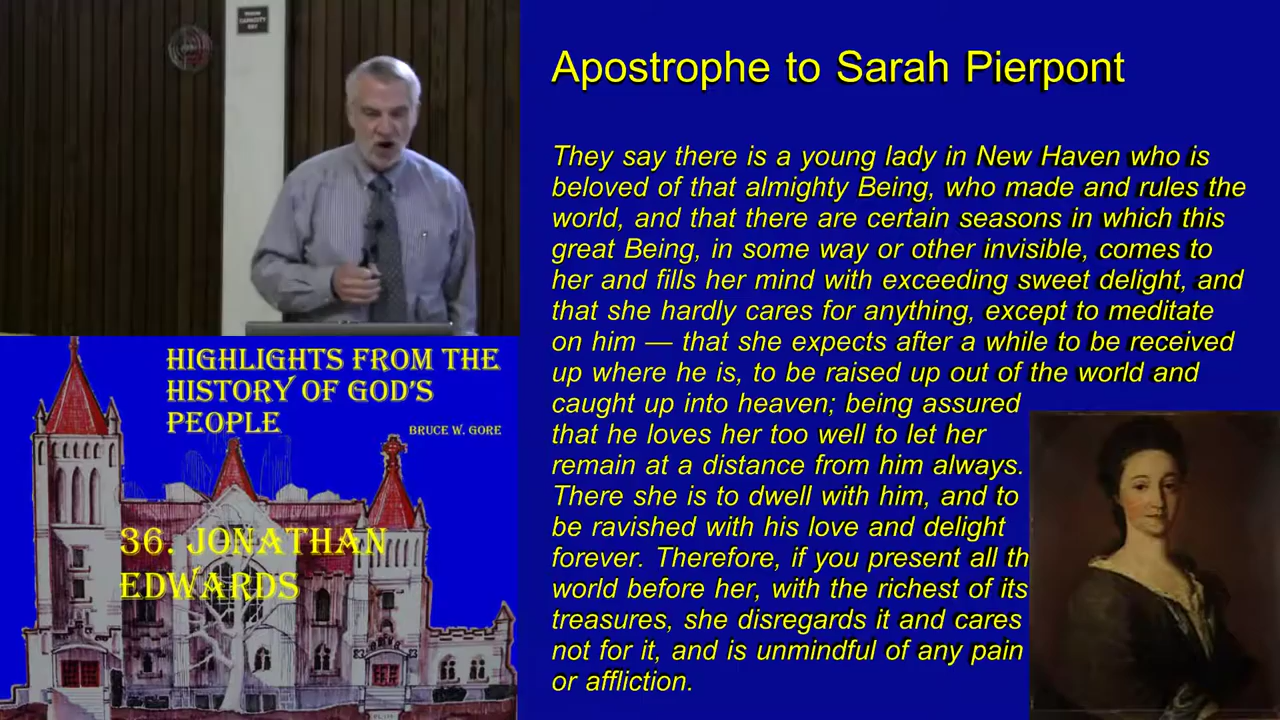 Apostrophe to Sarah Pierpont
They say there is a young lady in New Haven who is
beloved of that almighty Being, who made and rules the
world, and that there are certain seasons in which this
great Being, in some way or other invisible, comes to
her and fills her mind with exceeding sweet delight, and
that she hardly cares for anything, except to meditate
on him — that she expects after a while to be received
up where he is, to be raised up out of the world and
caught up into heaven; being assured
that he loves her too well to let her
remain at a distance from him always.
There she is to dwell with him, and to
be ravished with his love and delight
forever. Therefore, if you present all th
world before her, with the richest of its
treasures, she disregards it and cares
not for it, and is unmindful of any pain
or affliction.
HIGHLIGHTS FROM THE
HISTORY OF GOD'S
PEOPLE
BRUCE W. GORE
36. JONATHAN
EDWARDS